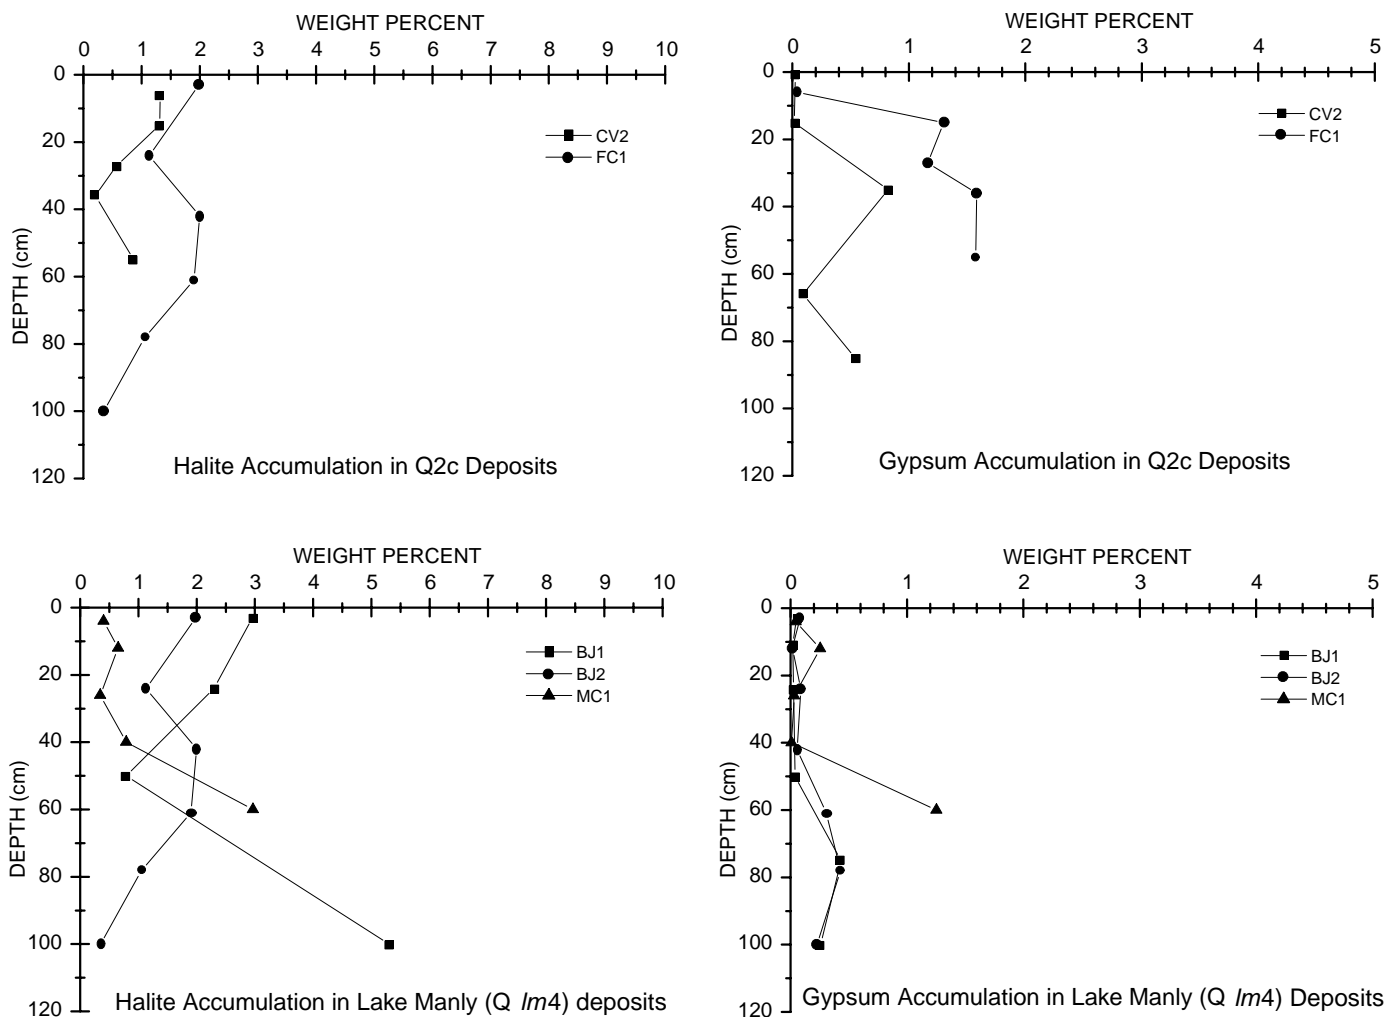 WEIGHT PERCENT
0 1 2 3 4 5 6 7 8 9 10
0
20
40
60
80
100
120
DEPTH (cm)
CV2
FC1
Halite Accumulation in Q2c Deposits
WEIGHT PERCENT
0 1 2 3 4 5
0
20
40
60
80
100
120
DEPTH (cm)
CV2
FC1
Gypsum Accumulation in Q2c Deposits
WEIGHT PERCENT
0 1 2 3 4 5 6 7 8 9 10
0
20
40
60
80
100
120
DEPTH (cm)
BJ1
BJ2
MC1
Halite Accumulation in Lake Manly (Q lm4) deposits
WEIGHT PERCENT
0 1 2 3 4 5
0
20
40
60
80
100
120
DEPTH (cm)
BJ1
BJ2
MC1
Gypsum Accumulation in Lake Manly (Q lm4) Deposits